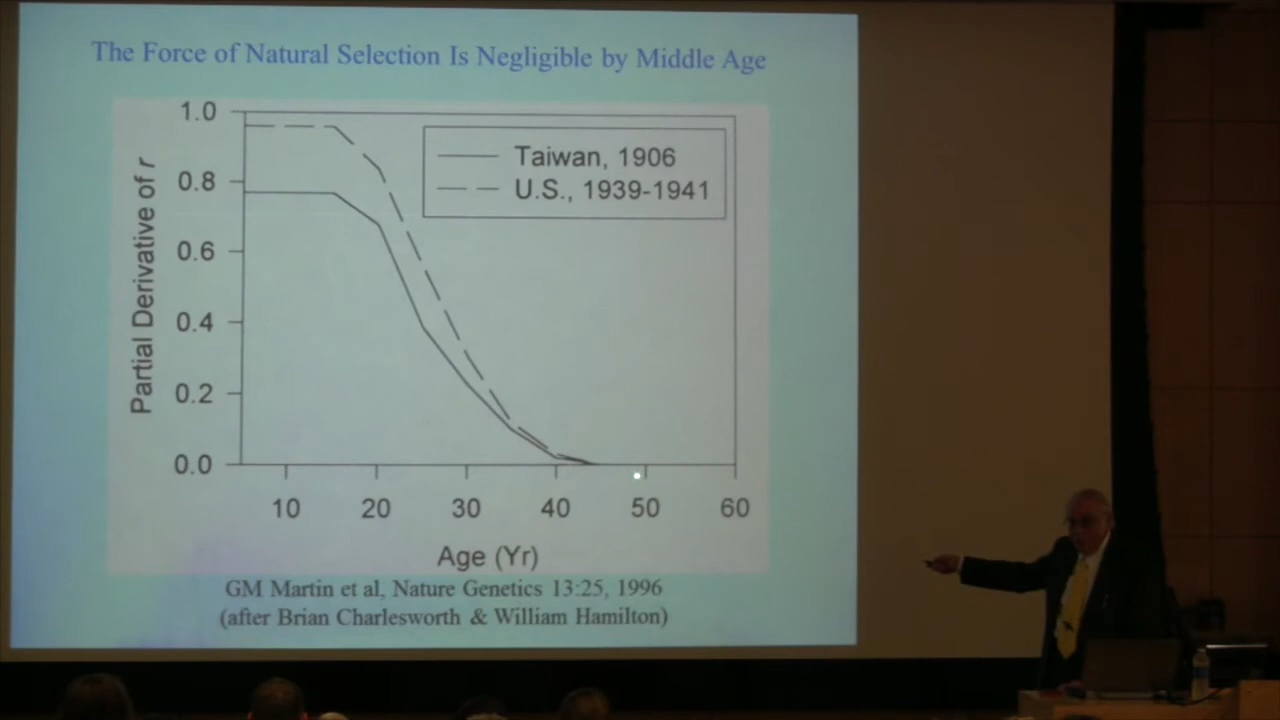 The Force of Natural Selection Is Negligible by Middle Age
1.0
0.8
0.6
0.4
0.2
0.0
Partial Derivative of r
Taiwan, 1906
U.S., 1939-1941
10 20 30 40 50 60
Age (Yr)
GM Martin et al, Nature Genetics 13:25, 1996
(after Brian Charlesworth & William Hamilton)